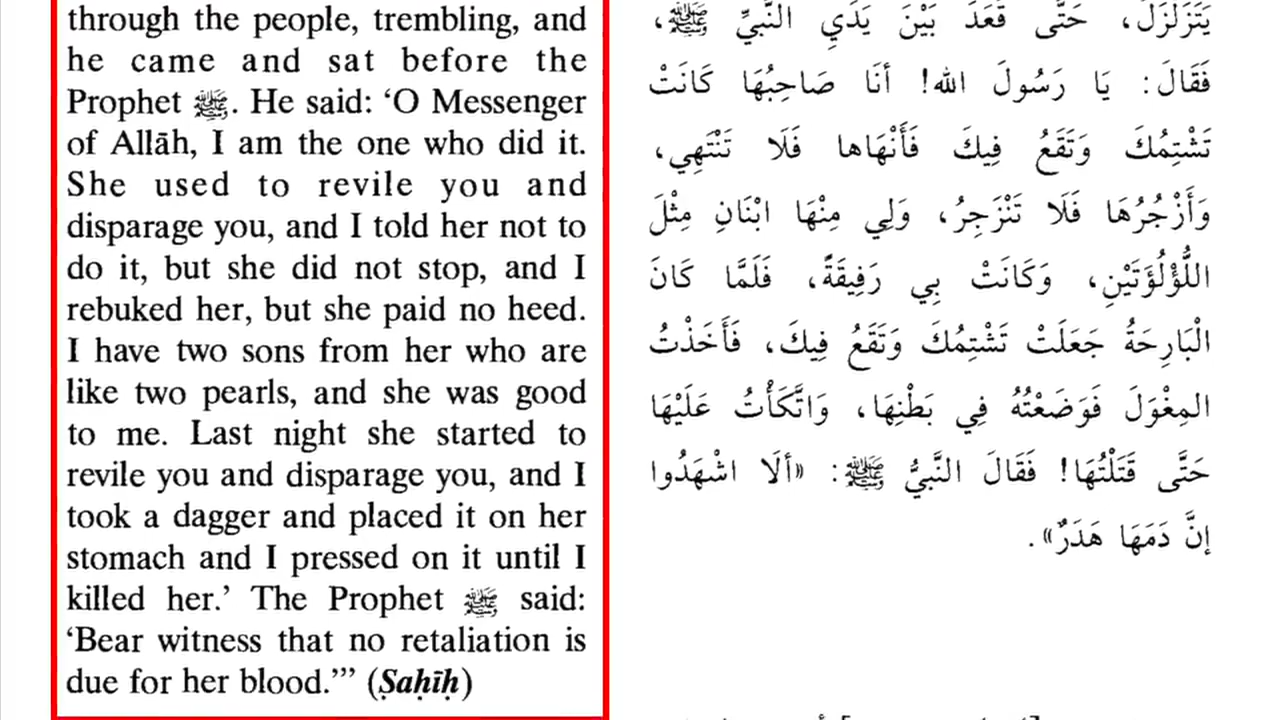 through the people, trembling, and
he came and sat before the
Prophet ﷺ. He said: ‘O Messenger
of Allāh, I am the one who did it.
She used to revile you and
disparage you, and I told her not to
do it, but she did not stop, and I
rebuked her, but she paid no heed.
I have two sons from her who are
like two pearls, and she was good
to me. Last night she started to
revile you and disparage you, and I
took a dagger and placed it on her
stomach and I pressed on it until I
killed her.’ The Prophet ﷺ said:
‘Bear witness that no retaliation is
due for her blood.’” (Ṣaḥīḥ)
يَتَزَلْزَلُ، حَتَّى قَعَدَ بَيْنَ يَدَيِ النَّبِيِّ ﷺ،
فَقَالَ: يَا رَسُولَ الله! أنَا صَاحِبُهَا كَانَتْ
تَشْتِمُكَ وَتَقَعُ فِيكَ فَأَنْهَاها فَلَا تَنْتَهِي،
وَأَزْجُرُهَا فَلَا تَنْزَجِرُ، وَلِي مِنْهَا ابْنَانِ مِثْلَ
اللُّؤْلُؤَتَيْنِ، وَكَانَتْ بِي رَفِيقَةً، فَلَمَّا كَانَ
الْبَارِحَةُ جَعَلَتْ تَشْتِمُكَ وَتَقَعُ فِيكَ، فَأَخَذْتُ
المِغْوَلَ فَوَضَعْتُهُ فِي بَطْنِهَا، وَاتَّكَأْتُ عَلَيْهَا
حَتَّى قَتَلْتُهَا! فَقَالَ النَّبيُّ ﷺ: «ألَا اشْهَدُوا
إنَّ دَمَهَا هَدَرٌ».